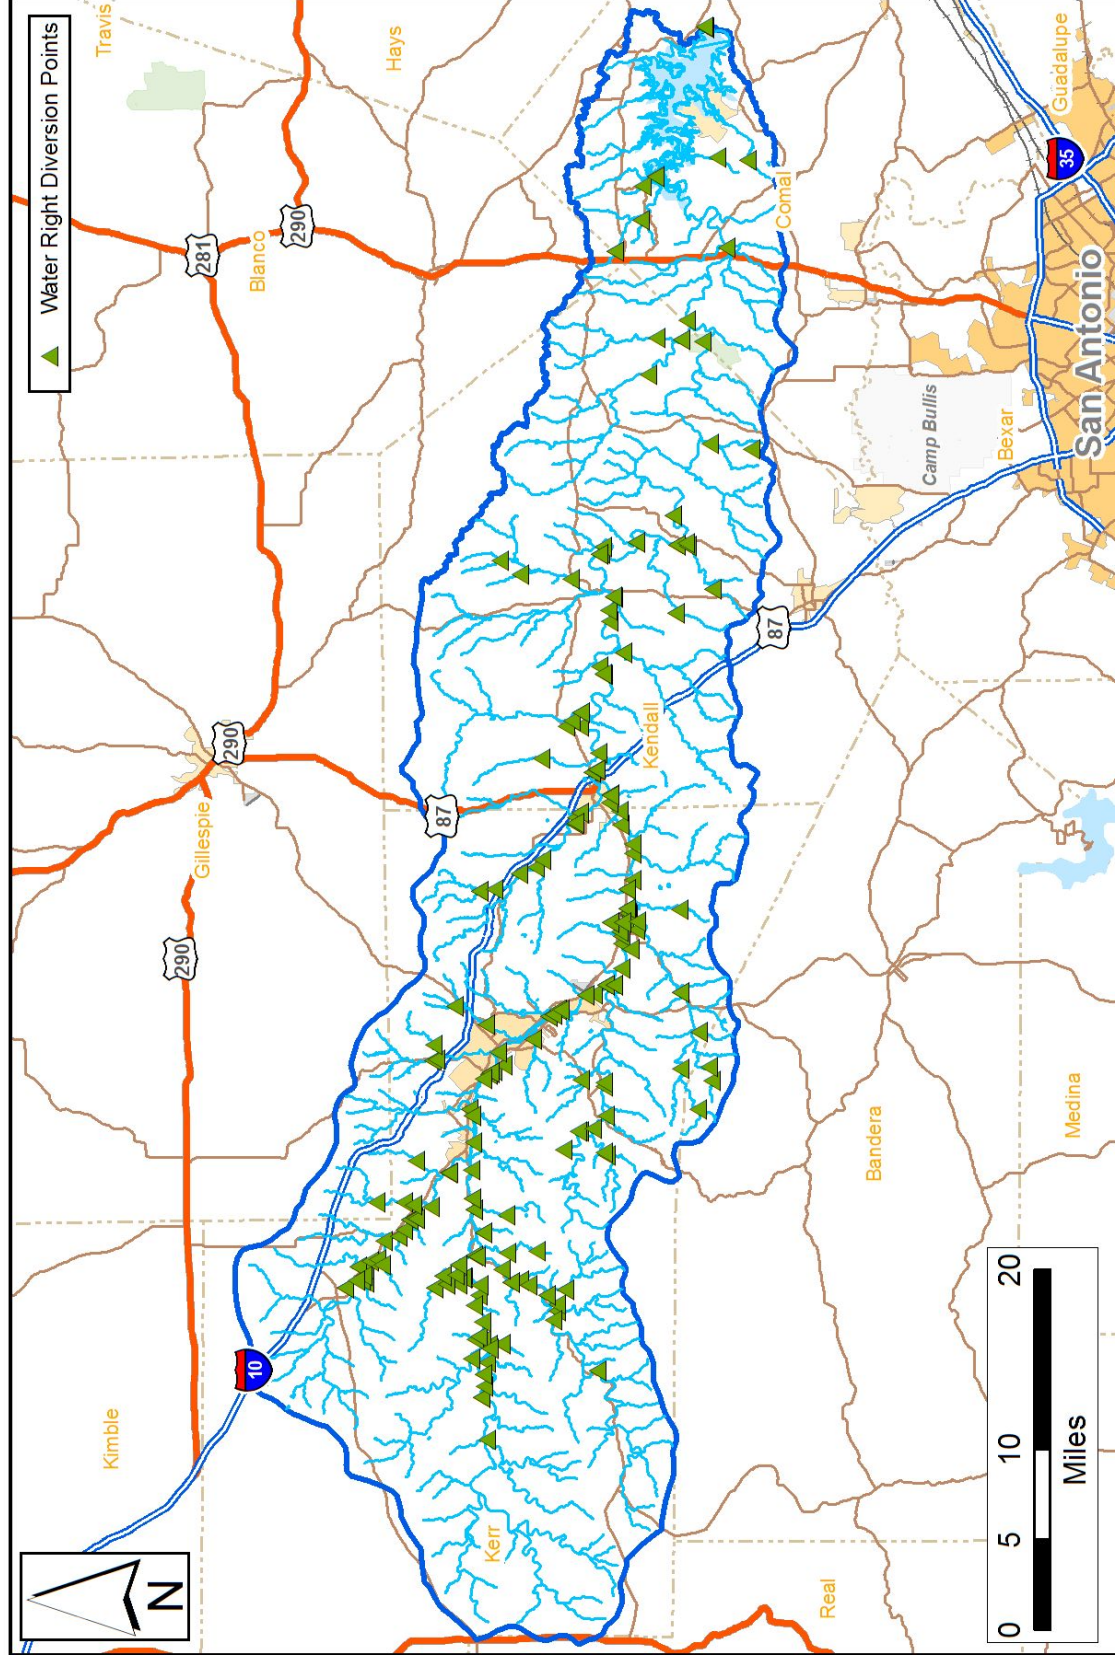 Water Right Diversion Points
Travis
Hays
281
Blanco
290
Guadalupe
35
Comal
San Antonio
Camp Bullis
Bexar
87
290
Gillespie
87
Kendall
290
Medina
Bandera
10
Kimble
Kerr
Real
N
0 5 10 20
Miles